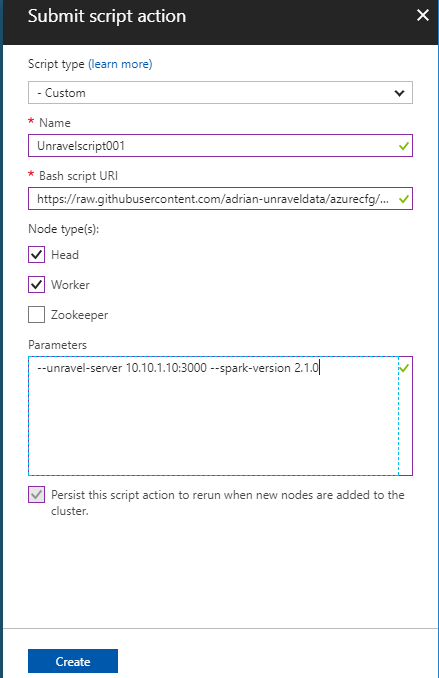 Submit script action
Script type (learn more)
- Custom
* Name
Unravelscript001
* Bash script URI
https://raw.githubusercontent.com/adrian-unraveldata/azurecfg/...
Node type(s):
Head
Worker
Zookeeper
Parameters
--unravel-server 10.10.1.10:3000 --spark-version 2.1.0
Persist this script action to rerun when new nodes are added to the
cluster.
Create